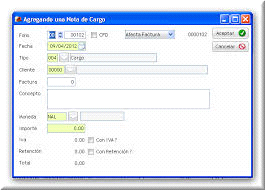 Agregando una Nota de Cargo
Folio 00102 CFD Afecta Factura 0000102 Aceptar
Fecha 09/04/2012 Cancelar
Tipo 004 Cargo
Cliente 00000
Factura 0
Concepto
Moneda NAL
Importe 0.00
Iva 0.00 Con IVA ?
Retención 0.00 Con Retención ?
Total 0.00